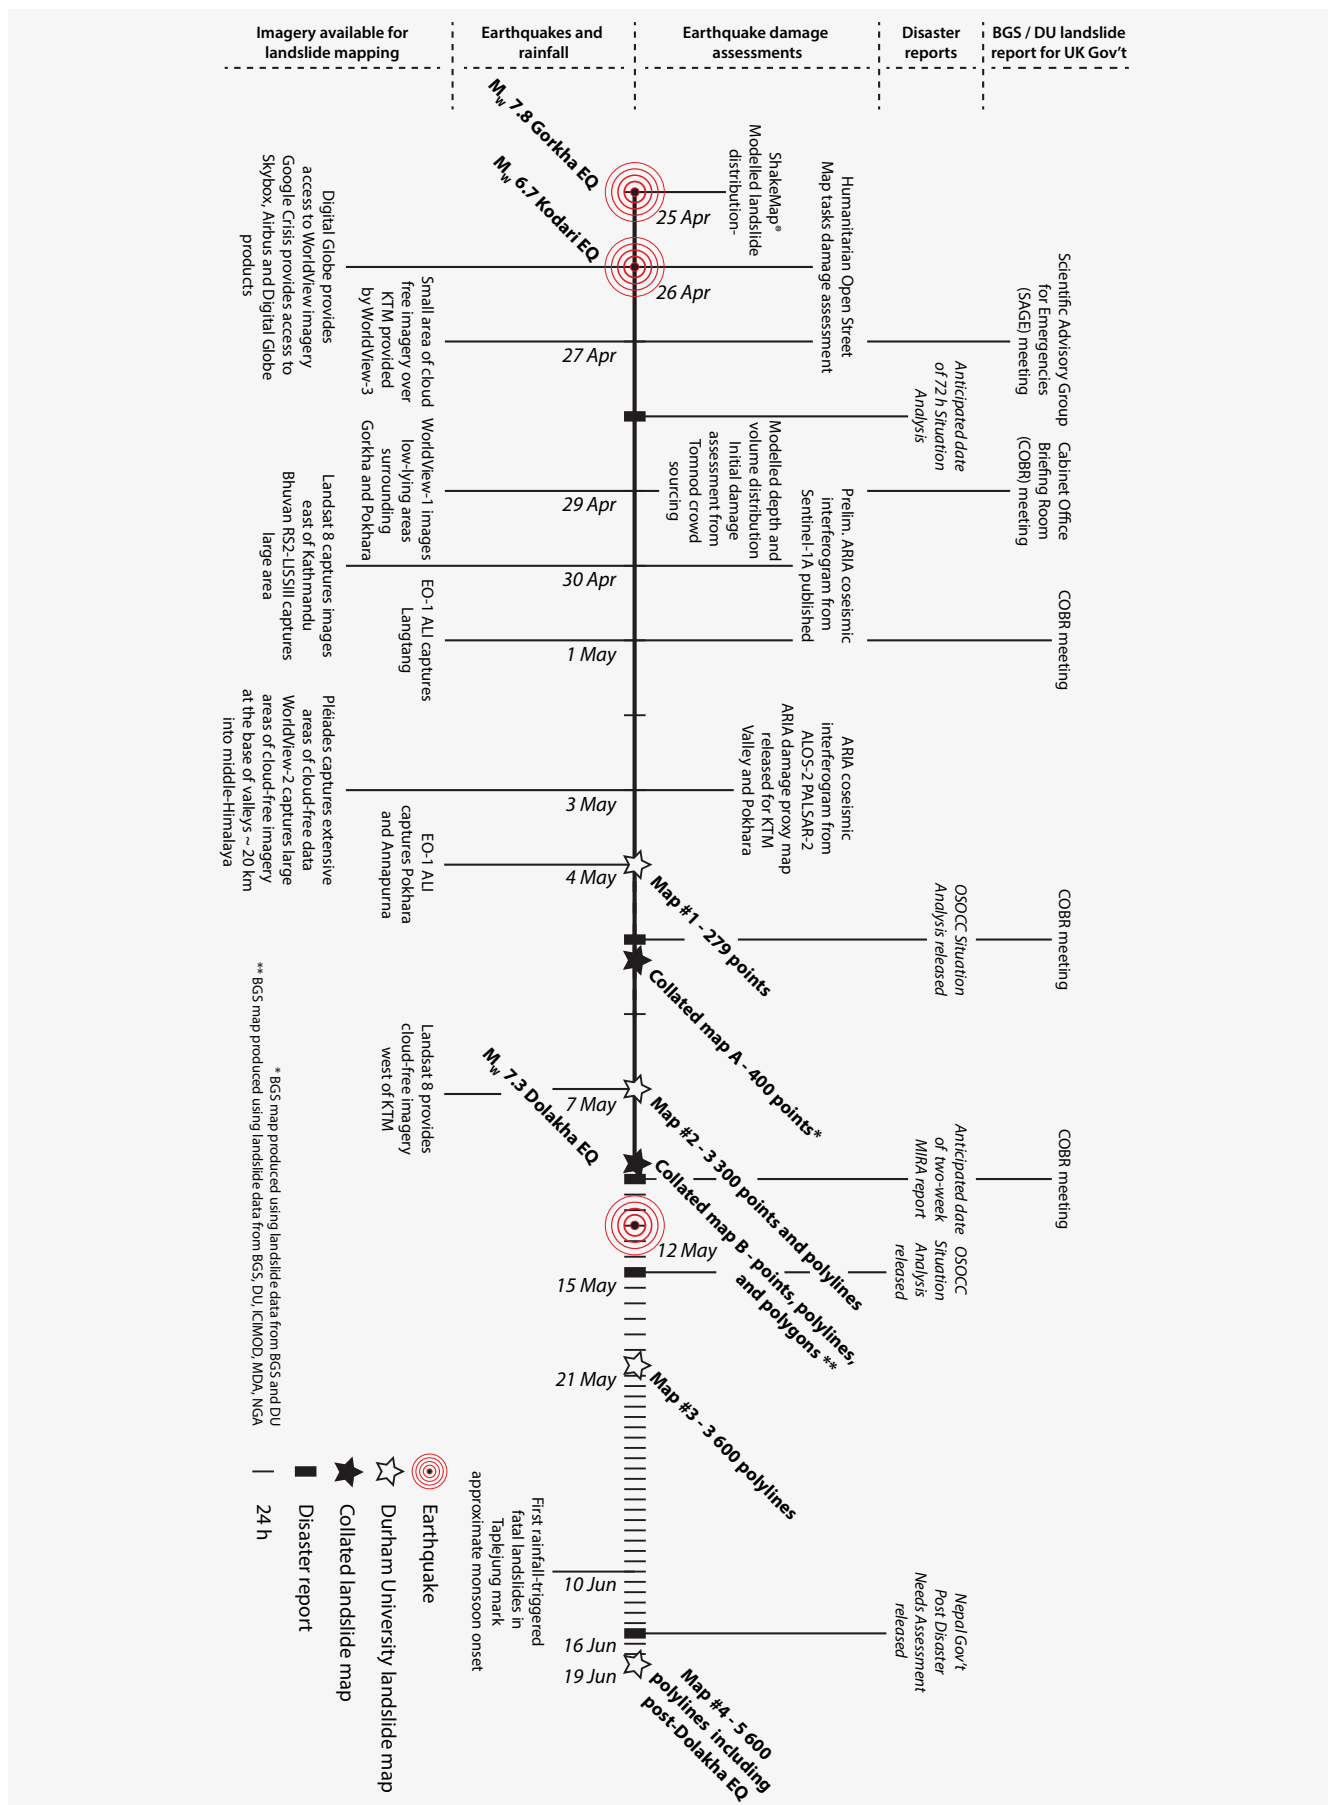 Imagery available for
landslide mapping
Earthquakes and
rainfall
Earthquake damage
assessments
Disaster
reports
BGS / DU landslide
report for UK Gov't
Mw 7.8 Gorkha EQ
Mw 6.7 Kodari EQ
25 Apr
26 Apr
27 Apr
29 Apr
30 Apr
1 May
3 May
4 May
7 May
12 May
15 May
21 May
10 Jun
16 Jun
19 Jun
ShakeMap®
Modelled landslide
distribution-
Humanitarian Open Street
Map tasks damage assessment
Scientific Advisory Group
for Emergencies
(SAGE) meeting
Digital Globe provides
access to WorldView imagery
Google Crisis provides access to
Skybox, Airbus and Digital Globe
products
Small area of cloud
free imagery over
KTM provided
by WorldView-3
Anticipated date
of 72 h Situation
Analysis
WorldView-1 images
low-lying areas
surrounding
Gorkha and Pokhara
Modelled depth and
volume distribution
Initial damage
assessment from
Tomnod crowd
sourcing
Cabinet Office
Briefing Room
(COBR) meeting
Landsat 8 captures images
east of Kathmandu
Bhuvan RS2-LISSIII captures
large area
Prelim. ARIA coseismic
interferogram from
Sentinel-1A published
EO-1 ALI captures
Langtang
COBR meeting
Pléiades captures extensive
areas of cloud-free data
WorldView-2 captures large
areas of cloud-free imagery
at the base of valleys ~ 20 km
into middle-Himalaya
ARIA coseismic
interferogram from
ALOS-2 PALSAR-2
ARIA damage proxy map
released for KTM
Valley and Pokhara
EO-1 ALI
captures Pokhara
and Annapurna
Map #1 - 279 points
OSOCC Situation
Analysis released
COBR meeting
Collated map A - 400 points*
Landsat 8 provides
cloud-free imagery
west of KTM
Map #2 - 3 300 points and polylines
Mw 7.3 Dolakha EQ
Collated map B - points, polylines,
and polygons **
Anticipated date
of two-week
MIRA report
COBR meeting
OSOCC
Situation
Analysis
released
Map #3 - 3 600 polylines
First rainfall-triggered
fatal landslides in
Taplejung mark
approximate monsoon onset
Nepal Gov't
Post Disaster
Needs Assessment
released
Map #4 - 5 600
polylines including
post-Dolakha EQ
* BGS map produced using landslide data from BGS and DU
** BGS map produced using landslide data from BGS, DU, ICIMOD, MDA, NGA
Earthquake
Durham University landslide map
Collated landslide map
Disaster report
24 h